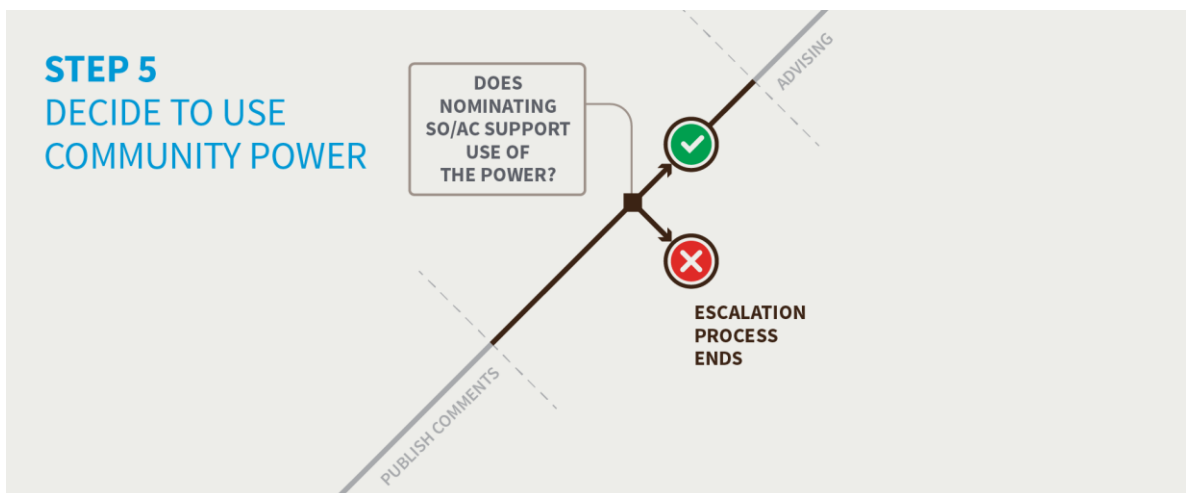 STEP 5
DECIDE TO USE
COMMUNITY POWER
DOES
NOMINATING
SO/AC SUPPORT
USE OF
THE POWER?
ADVISING
ESCALATION
PROCESS
ENDS
PUBLISH COMMENTS